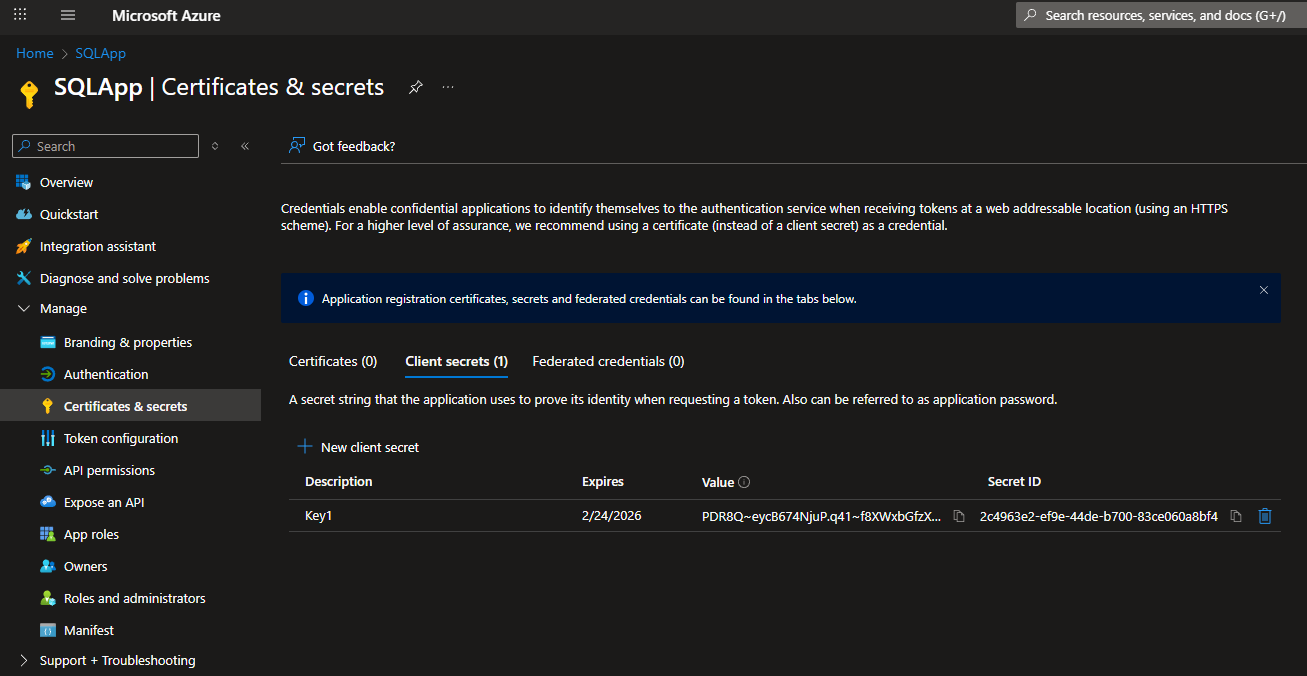 Microsoft Azure
Search resources, services, and docs (G+/)
Home > SQLApp
SQLApp | Certificates & secrets
Search
Overview
Quickstart
Integration assistant
Diagnose and solve problems
Manage
Branding & properties
Authentication
Certificates & secrets
Token configuration
API permissions
Expose an API
App roles
Owners
Roles and administrators
Manifest
Support + Troubleshooting
Got feedback?
Credentials enable confidential applications to identify themselves to the authentication service when receiving tokens at a web addressable location (using an HTTPS
scheme). For a higher level of assurance, we recommend using a certificate (instead of a client secret) as a credential.
Application registration certificates, secrets and federated credentials can be found in the tabs below.
Certificates (0) Client secrets (1) Federated credentials (0)
A secret string that the application uses to prove its identity when requesting a token. Also can be referred to as application password.
New client secret
Description Expires Value Secret ID
Key1 2/24/2026 PDR8Q~eycB674NjuP.q41~f8XWxbGfzX... 2c4963e2-ef9e-44de-b700-83ce060a8bf4